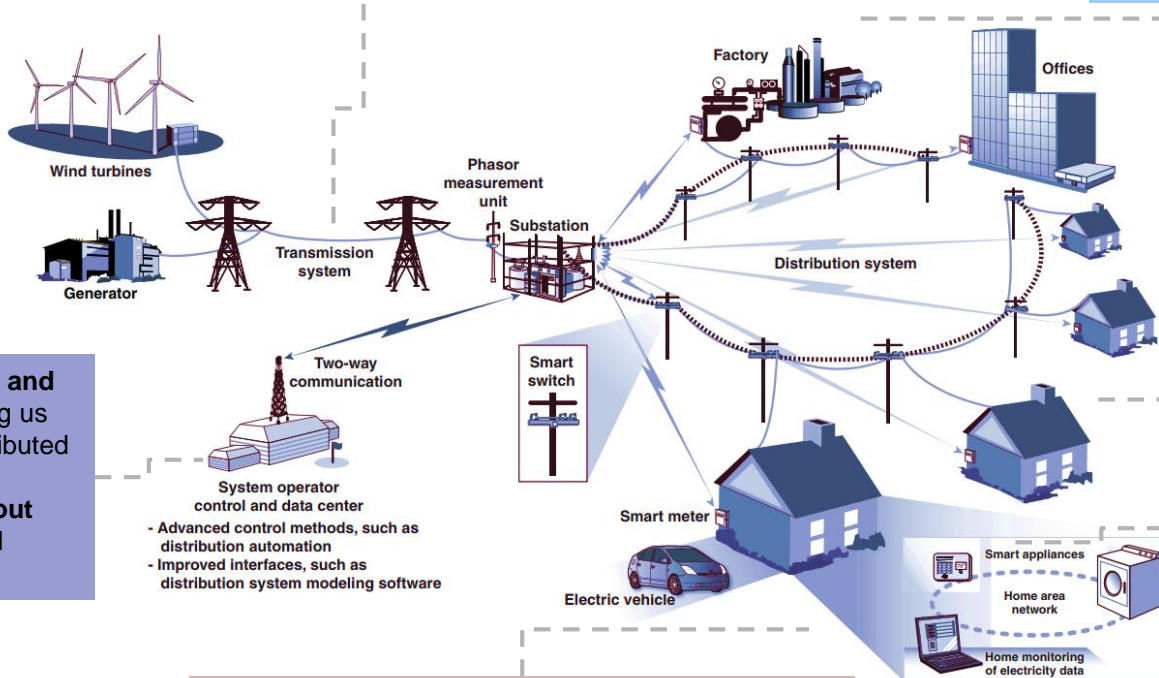 Factory
Offices
Wind turbines
Phasor
measurement
unit
Substation
Transmission
system
Generator
Distribution system
Two-way
communication
Smart
switch
and
g us
ibuted
out
System operator
control and data center
- Advanced control methods, such as
distribution automation
- Improved interfaces, such as
distribution system modeling software
Smart meter
Electric vehicle
Smart appliances
Home area
network
Home monitoring
of electricity data